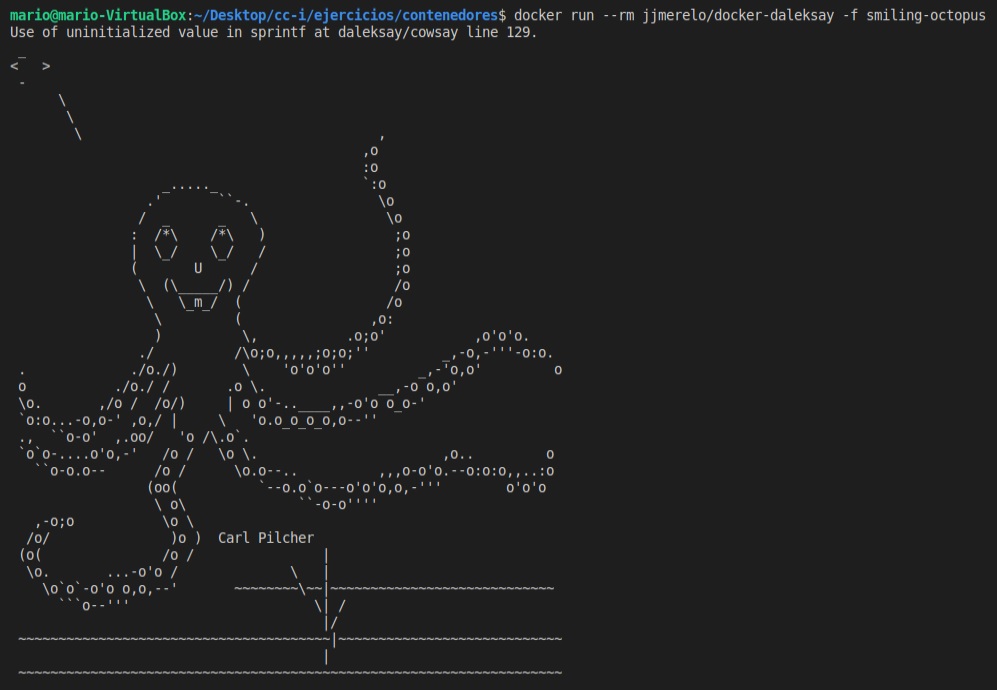 mario@mario-VirtualBox:~/Desktop/cc-i/ejercicios/contenedores$ docker run --rm jjmerelo/docker-daleksay -f smiling-octopus
Use of uninitialized value in sprintf at daleksay/cowsay line 129.
Carl Pilcher